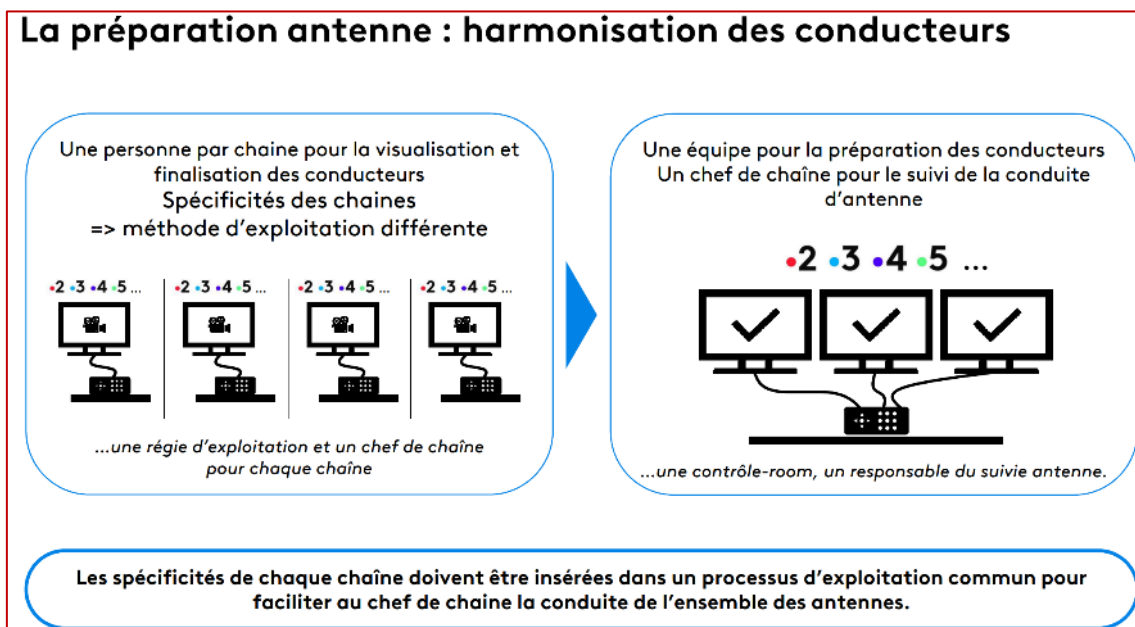 La préparation antenne : harmonisation des conducteurs
Une personne par chaine pour la visualisation et
finalisation des conducteurs
Spécificités des chaines
=> méthode d'exploitation différente
•2 •3 •4 •5 ...
•2 •3 •4 •5 ...
•2 •3 •4 •5 ...
•2 •3 •4 •5 ...
...une régie d'exploitation et un chef de chaîne
pour chaque chaîne
Une équipe pour la préparation des conducteurs
Un chef de chaîne pour le suivi de la conduite
d'antenne
•2 •3 •4 •5 ...
...une contrôle-room, un responsable du suivie antenne.
Les spécificités de chaque chaîne doivent être insérées dans un processus d'exploitation commun pour
faciliter au chef de chaine la conduite de l'ensemble des antennes.